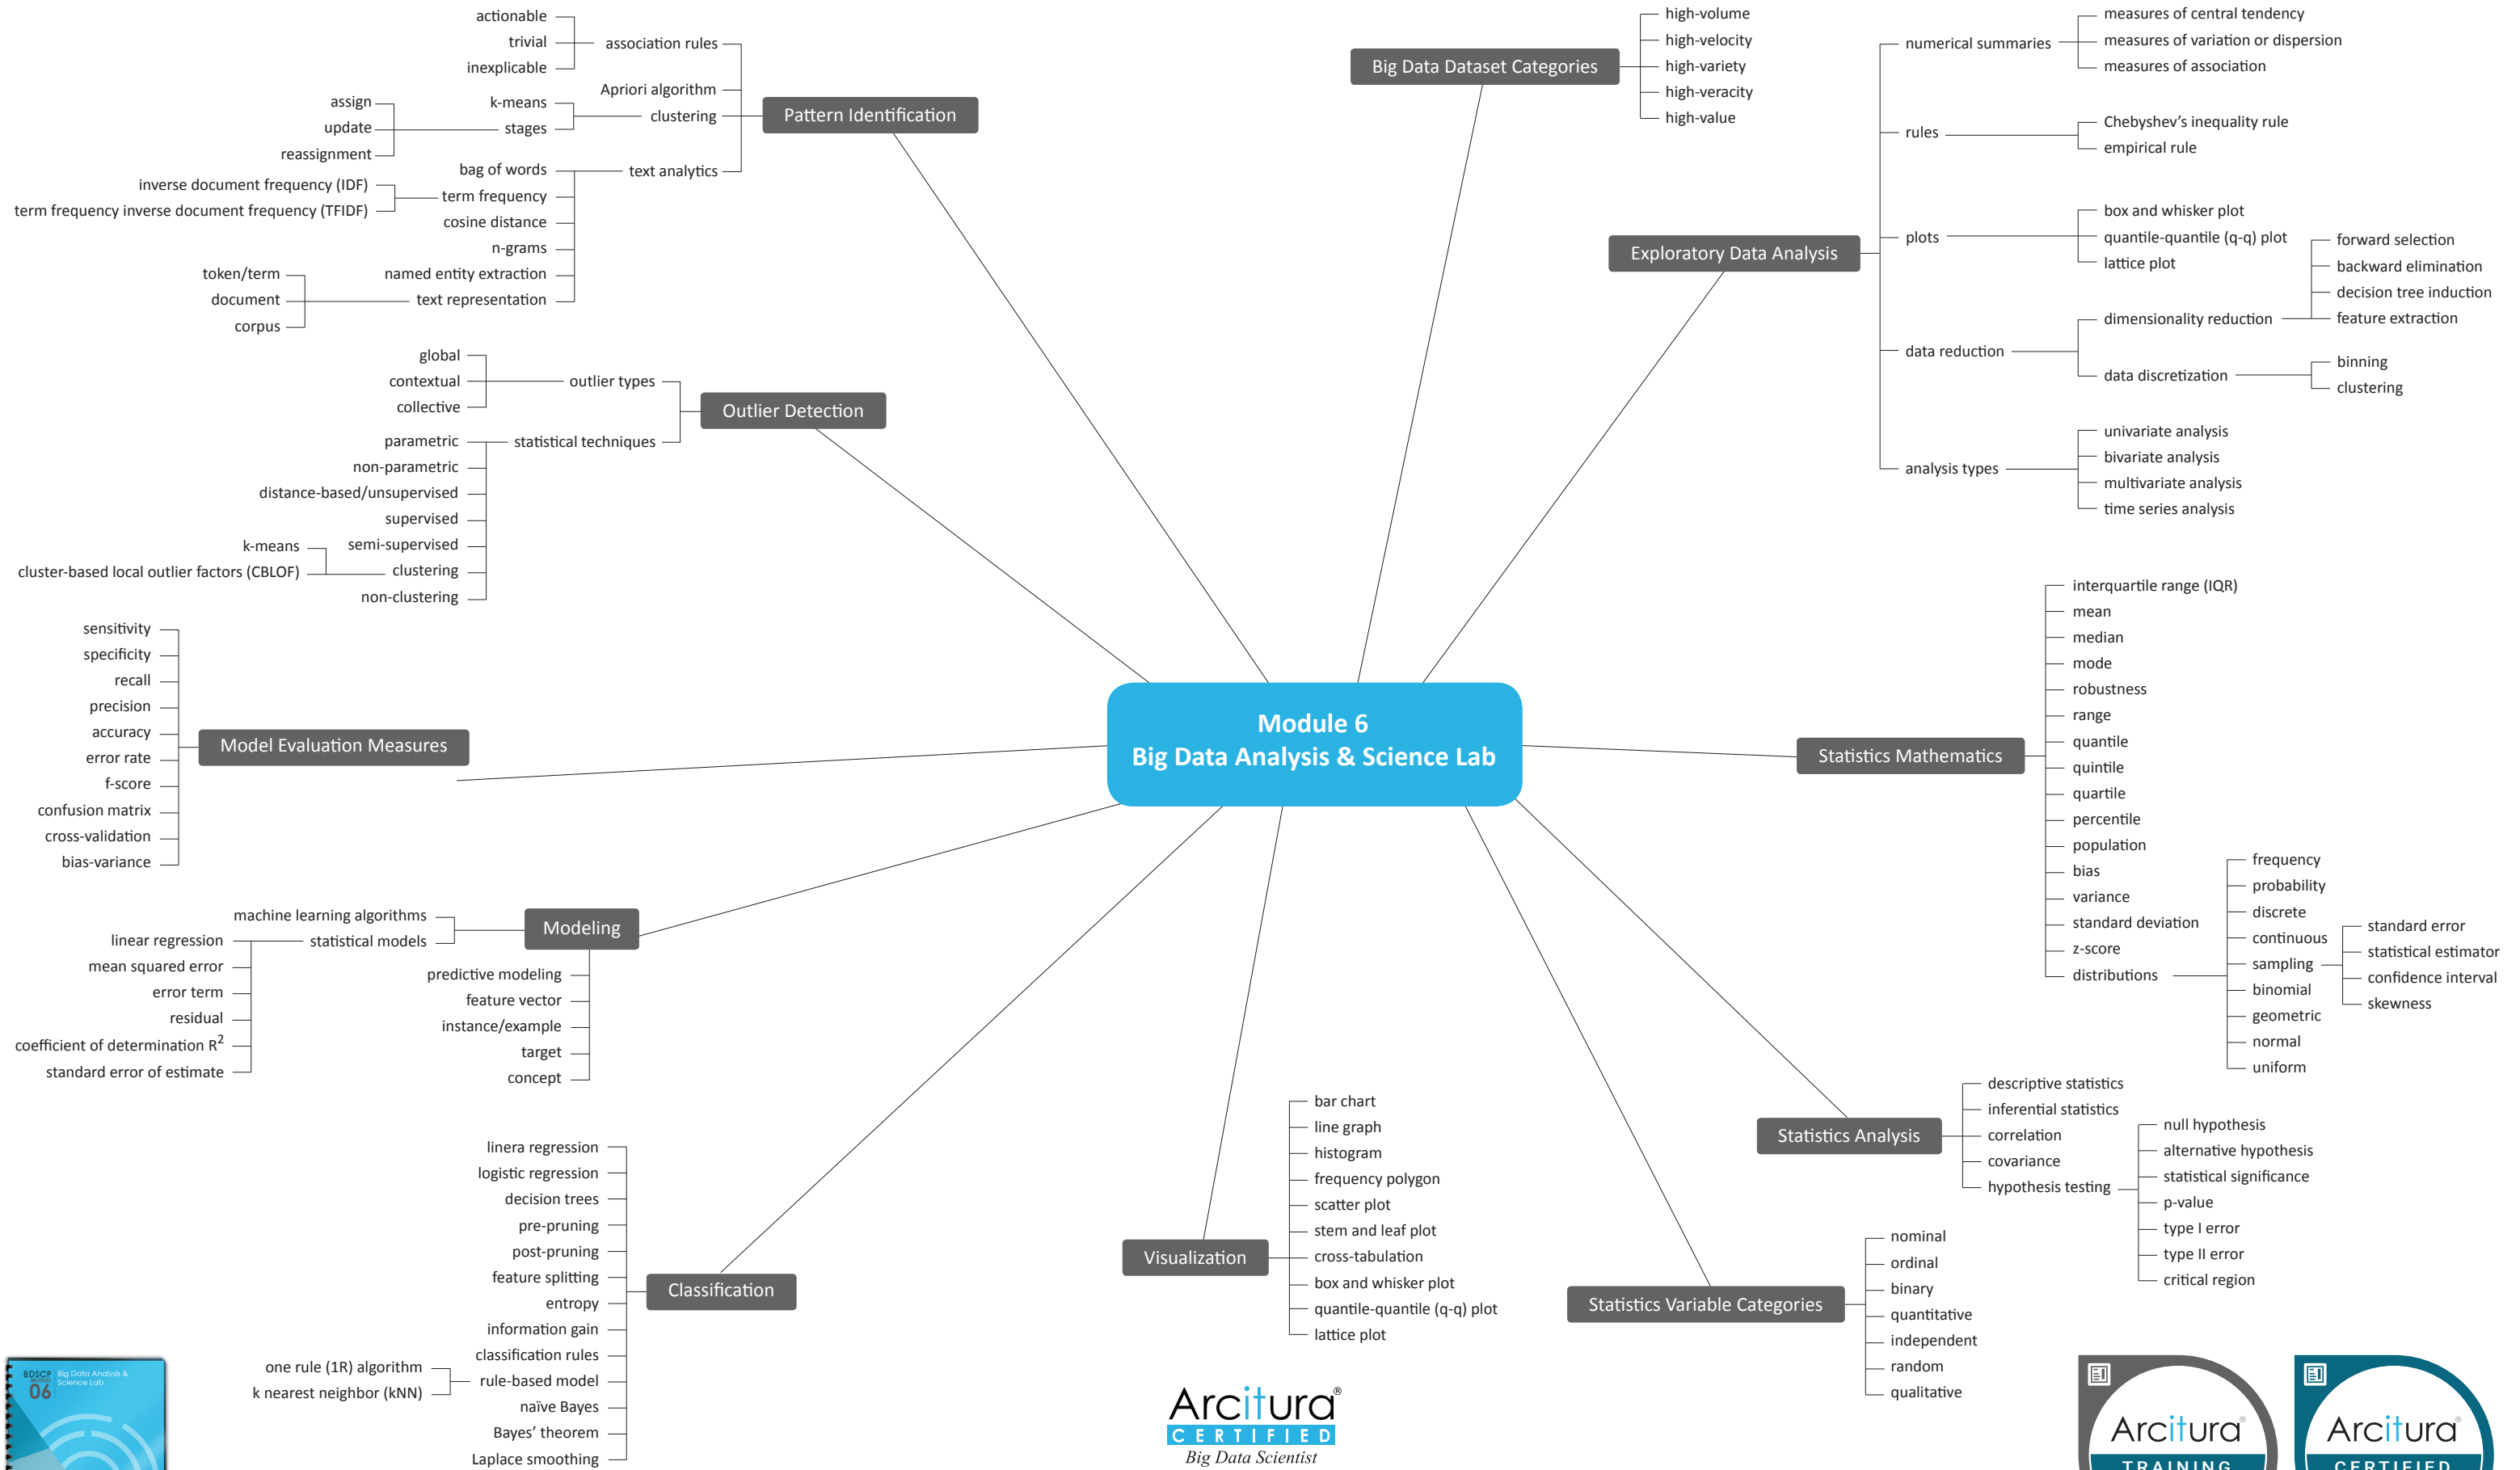 actionable
trivial
inexplicable
association rules
Apriori algorithm
k-means
stages
clustering
assign
update
reassignment
Pattern Identification
bag of words
term frequency
cosine distance
n-grams
named entity extraction
text representation
text analytics
inverse document frequency (IDF)
term frequency inverse document frequency (TFIDF)
token/term
document
corpus
global
contextual
collective
outlier types
Outlier Detection
parametric
non-parametric
distance-based/unsupervised
supervised
semi-supervised
clustering
non-clustering
statistical techniques
k-means
cluster-based local outlier factors (CBLOF)
sensitivity
specificity
recall
precision
accuracy
error rate
f-score
confusion matrix
cross-validation
bias-variance
Model Evaluation Measures
machine learning algorithms
statistical models
Modeling
linear regression
mean squared error
error term
residual
coefficient of determination R2
standard error of estimate
predictive modeling
feature vector
instance/example
target
concept
linera regression
logistic regression
decision trees
pre-pruning
post-pruning
feature splitting
entropy
information gain
classification rules
rule-based model
naïve Bayes
Bayes’ theorem
Laplace smoothing
Classification
one rule (1R) algorithm
k nearest neighbor (kNN)
Module 6
Big Data Analysis & Science Lab
Big Data Dataset Categories
high-volume
high-velocity
high-variety
high-veracity
high-value
Exploratory Data Analysis
numerical summaries
measures of central tendency
measures of variation or dispersion
measures of association
rules
Chebyshev’s inequality rule
empirical rule
plots
box and whisker plot
quantile-quantile (q-q) plot
lattice plot
data reduction
dimensionality reduction
forward selection
backward elimination
decision tree induction
feature extraction
data discretization
binning
clustering
analysis types
univariate analysis
bivariate analysis
multivariate analysis
time series analysis
Statistics Mathematics
interquartile range (IQR)
mean
median
mode
robustness
range
quantile
quintile
quartile
percentile
population
bias
variance
standard deviation
z-score
distributions
frequency
probability
discrete
continuous
sampling
binomial
geometric
normal
uniform
standard error
statistical estimator
confidence interval
skewness
Statistics Analysis
descriptive statistics
inferential statistics
correlation
covariance
hypothesis testing
null hypothesis
alternative hypothesis
statistical significance
p-value
type I error
type II error
critical region
Visualization
bar chart
line graph
histogram
frequency polygon
scatter plot
stem and leaf plot
cross-tabulation
box and whisker plot
quantile-quantile (q-q) plot
lattice plot
Statistics Variable Categories
nominal
ordinal
binary
quantitative
independent
random
qualitative
BDSCP
MODULE
06
Big Data Analysis &
Science Lab
Arcitura®
CERTIFIED
Big Data Scientist
Arcitura®
TRAINING
Arcitura®
CERTIFIED